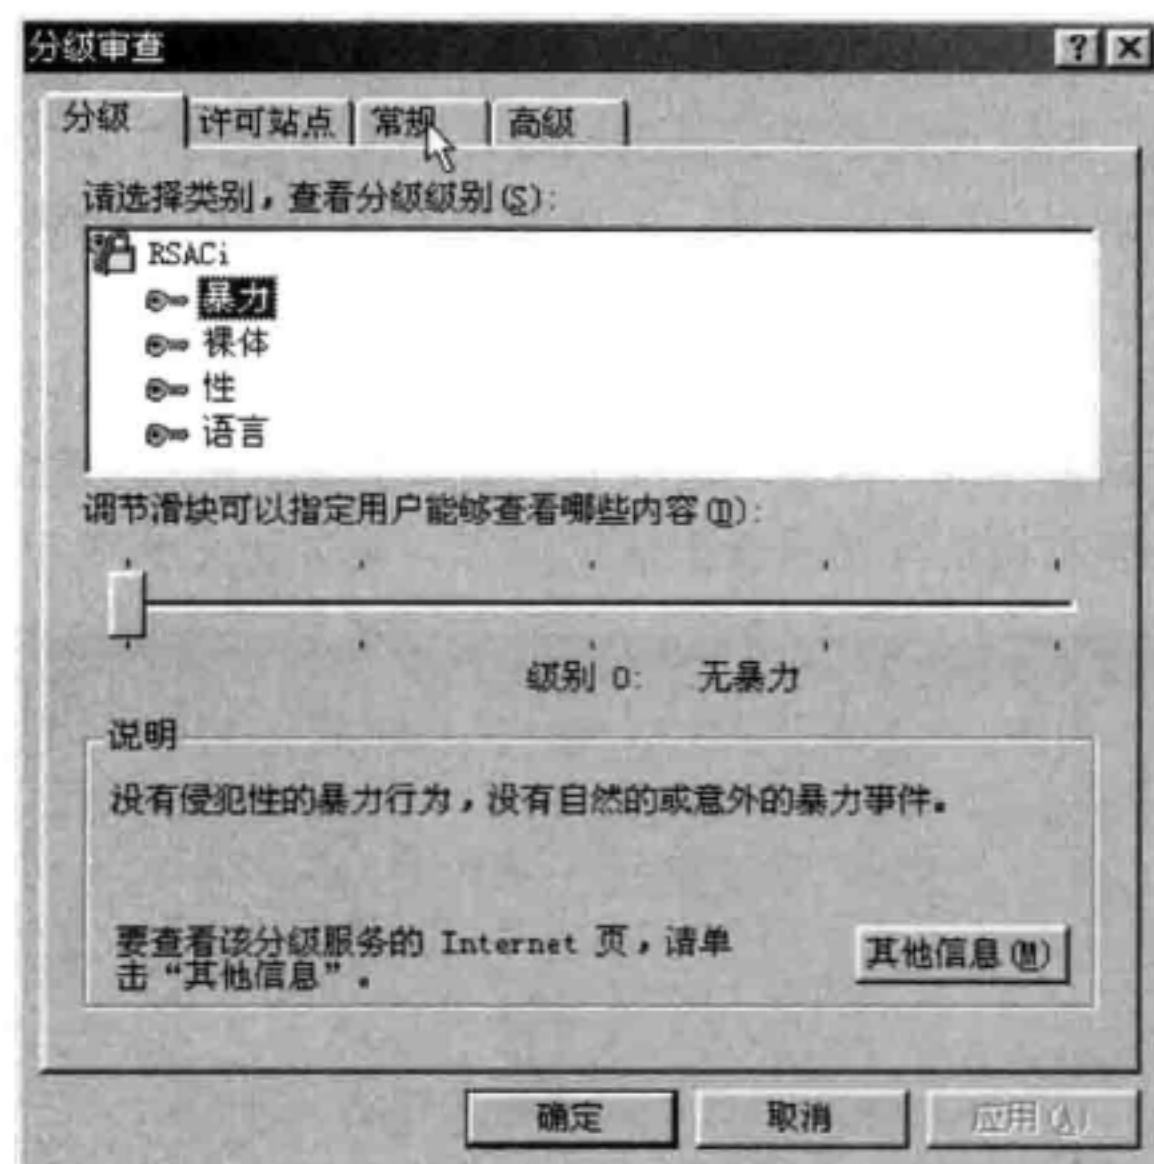 分级审查
分级 许可站点 常规 高级
请选择类别，查看分级级别(S):
RSACi
暴力
裸体
性
语言
调节滑块可以指定用户能够查看哪些内容(D):
级别 0: 无暴力
说明
没有侵犯性的暴力行为，没有自然的或意外的暴力事件。
要查看该分级服务的 Internet 页，请单
击“其他信息”。
其他信息(M)
确定 取消 应用(A)